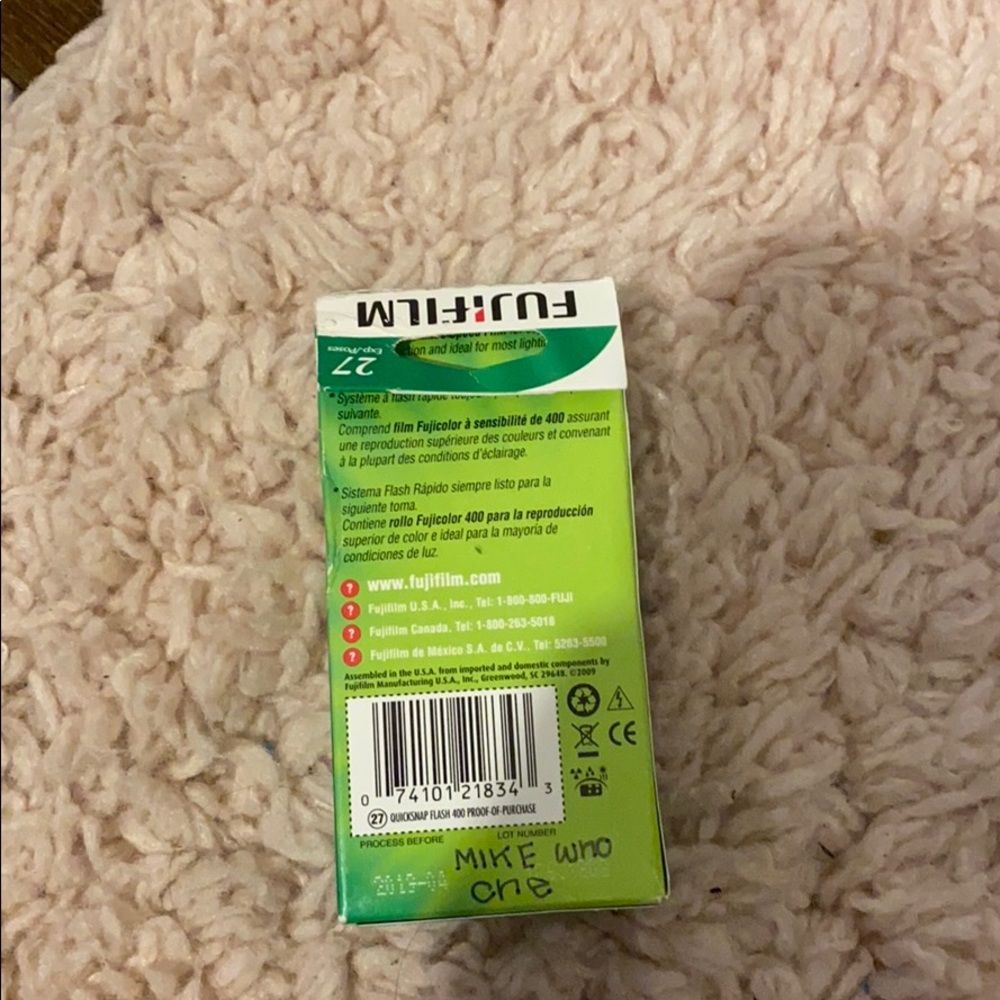 FUJIFILM
27
Exp./Poses
tion and ideal for most lighti
* Système à flash rapide
suivante.
Comprend film Fujicolor à sensibilité de 400 assurant
une reproduction supérieure des couleurs et convenant
à la plupart des conditions d'éclairage.
* Sistema Flash Rápido siempre listo para la
siguiente toma.
Contiene rollo Fujicolor 400 para la reproducción
superior de color e ideal para la mayoría de
condiciones de luz.
? www.fujifilm.com
? Fujifilm U.S.A., Inc., Tel: 1-800-800-FUJI
? Fujifilm Canada, Tel: 1-800-263-5018
? Fujifilm de México S.A. de C.V., Tel: 5263-5500
Assembled in the U.S.A. from imported and domestic components by
Fujifilm Manufacturing U.S.A., Inc., Greenwood, SC 29648. ©2009
CE
0 74101 21834 3
27 QUICKSNAP FLASH 400 PROOF-OF-PURCHASE
PROCESS BEFORE
LOT NUMBER
MIKE who
2019-04